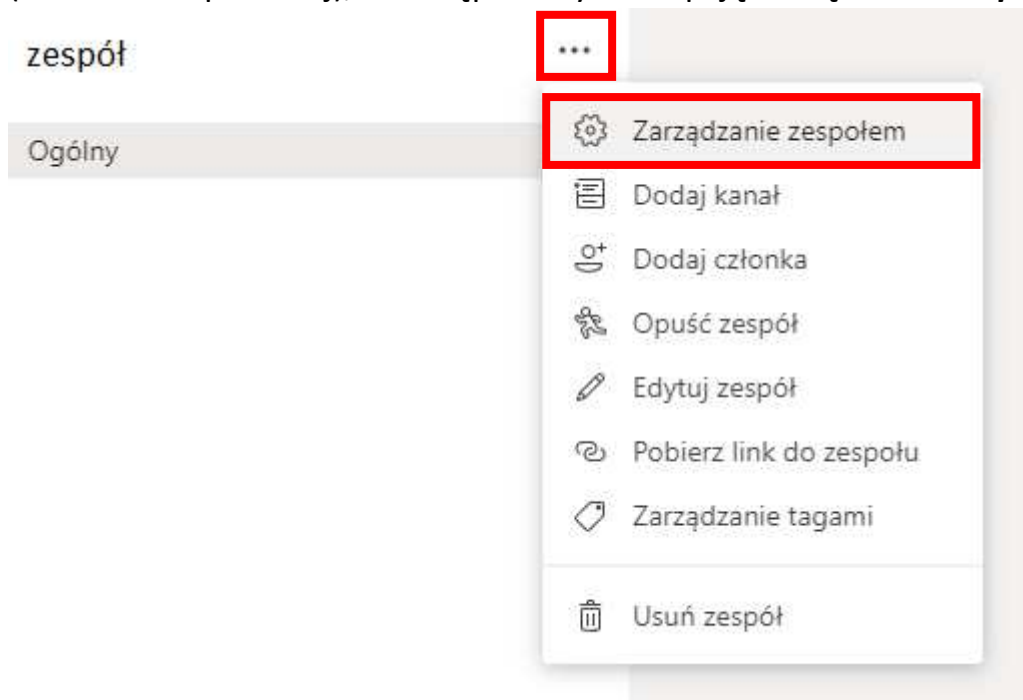 zespół ...
Zarządzanie zespołem
Ogólny
Dodaj kanał
Dodaj członka
Opuść zespół
Edytuj zespół
Pobierz link do zespołu
Zarządzanie tagami
Usuń zespół